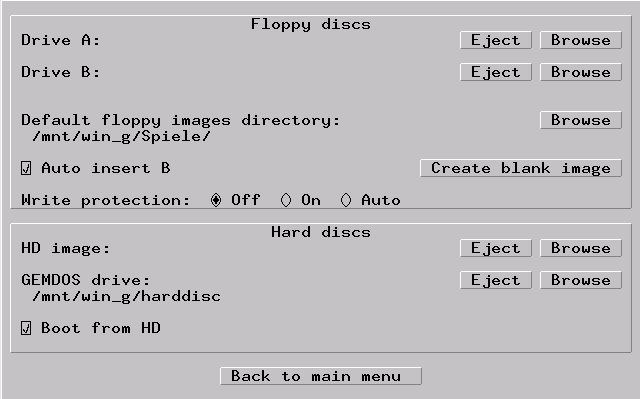 Floppy discs
Drive A: Eject Browse
Drive B: Eject Browse
Default floppy images directory: Browse
/mnt/win_g/Spiele/
Auto insert B Create blank image
Write protection: Off On Auto
Hard discs
HD image: Eject Browse
GEMDOS drive: Eject Browse
/mnt/win_g/harddisc
Boot from HD
Back to main menu